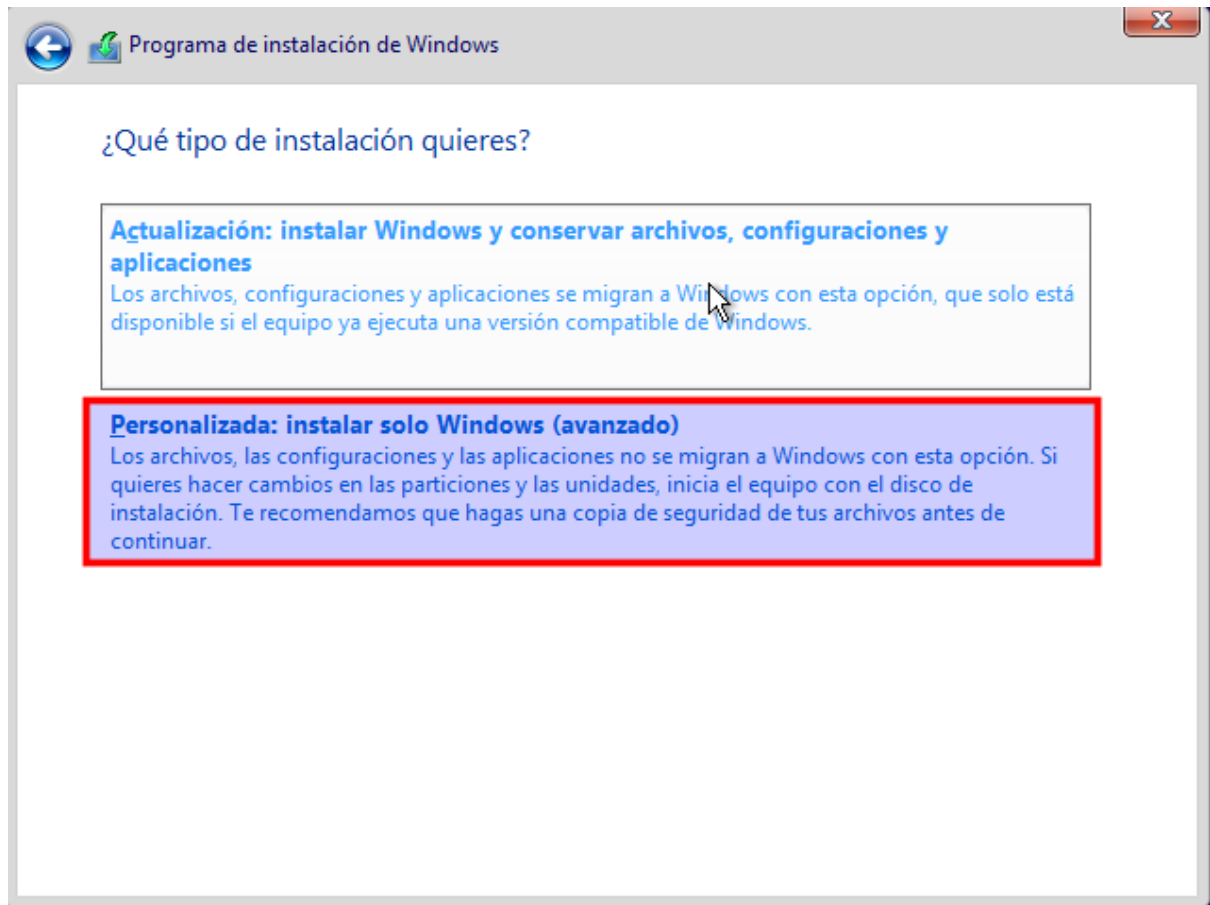 Programa de instalación de Windows
¿Qué tipo de instalación quieres?
Actualización: instalar Windows y conservar archivos, configuraciones y
aplicaciones
Los archivos, configuraciones y aplicaciones se migran a Windows con esta opción, que solo está
disponible si el equipo ya ejecuta una versión compatible de Windows.
Personalizada: instalar solo Windows (avanzado)
Los archivos, las configuraciones y las aplicaciones no se migran a Windows con esta opción. Si
quieres hacer cambios en las particiones y las unidades, inicia el equipo con el disco de
instalación. Te recomendamos que hagas una copia de seguridad de tus archivos antes de
continuar.